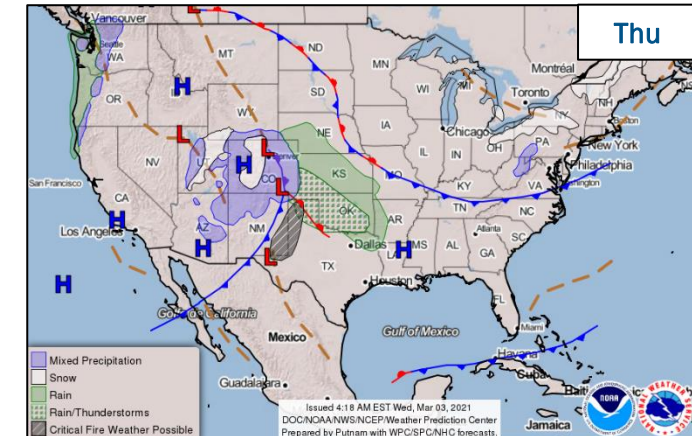 Thu
Vancouver
Seattle
WA
MT
ND
MN
Montréal
OR
SD
WI
MI
Toronto
NY
NH
WY
Boston
Chicago
New York
NE
IA
IL
IN
OH
PA
Philadelphia
NV
UT
Denver
CO
KS
MO
KY
VA
San Francisco
CA
TN
NC
Los Angeles
AZ
NM
OK
AR
Atlanta
SC
Dallas
MS
AL
GA
LA
TX
Houston
FL
Golfo de California
Miami
Mexico
Gulf of Mexico
Havana
Cuba
Guadalajara
Jamaica
H
H
H
H
H
H
L
L
L
L
L
Mixed Precipitation
Snow
Rain
Rain/Thunderstorms
Critical Fire Weather Possible
Issued 4:18 AM EST Wed, Mar 03, 2021
DOC/NOAA/NWS/NCEP/Weather Prediction Center
Prepared by Putnam with WPC/SPC/NHC forecasts.
NOAA